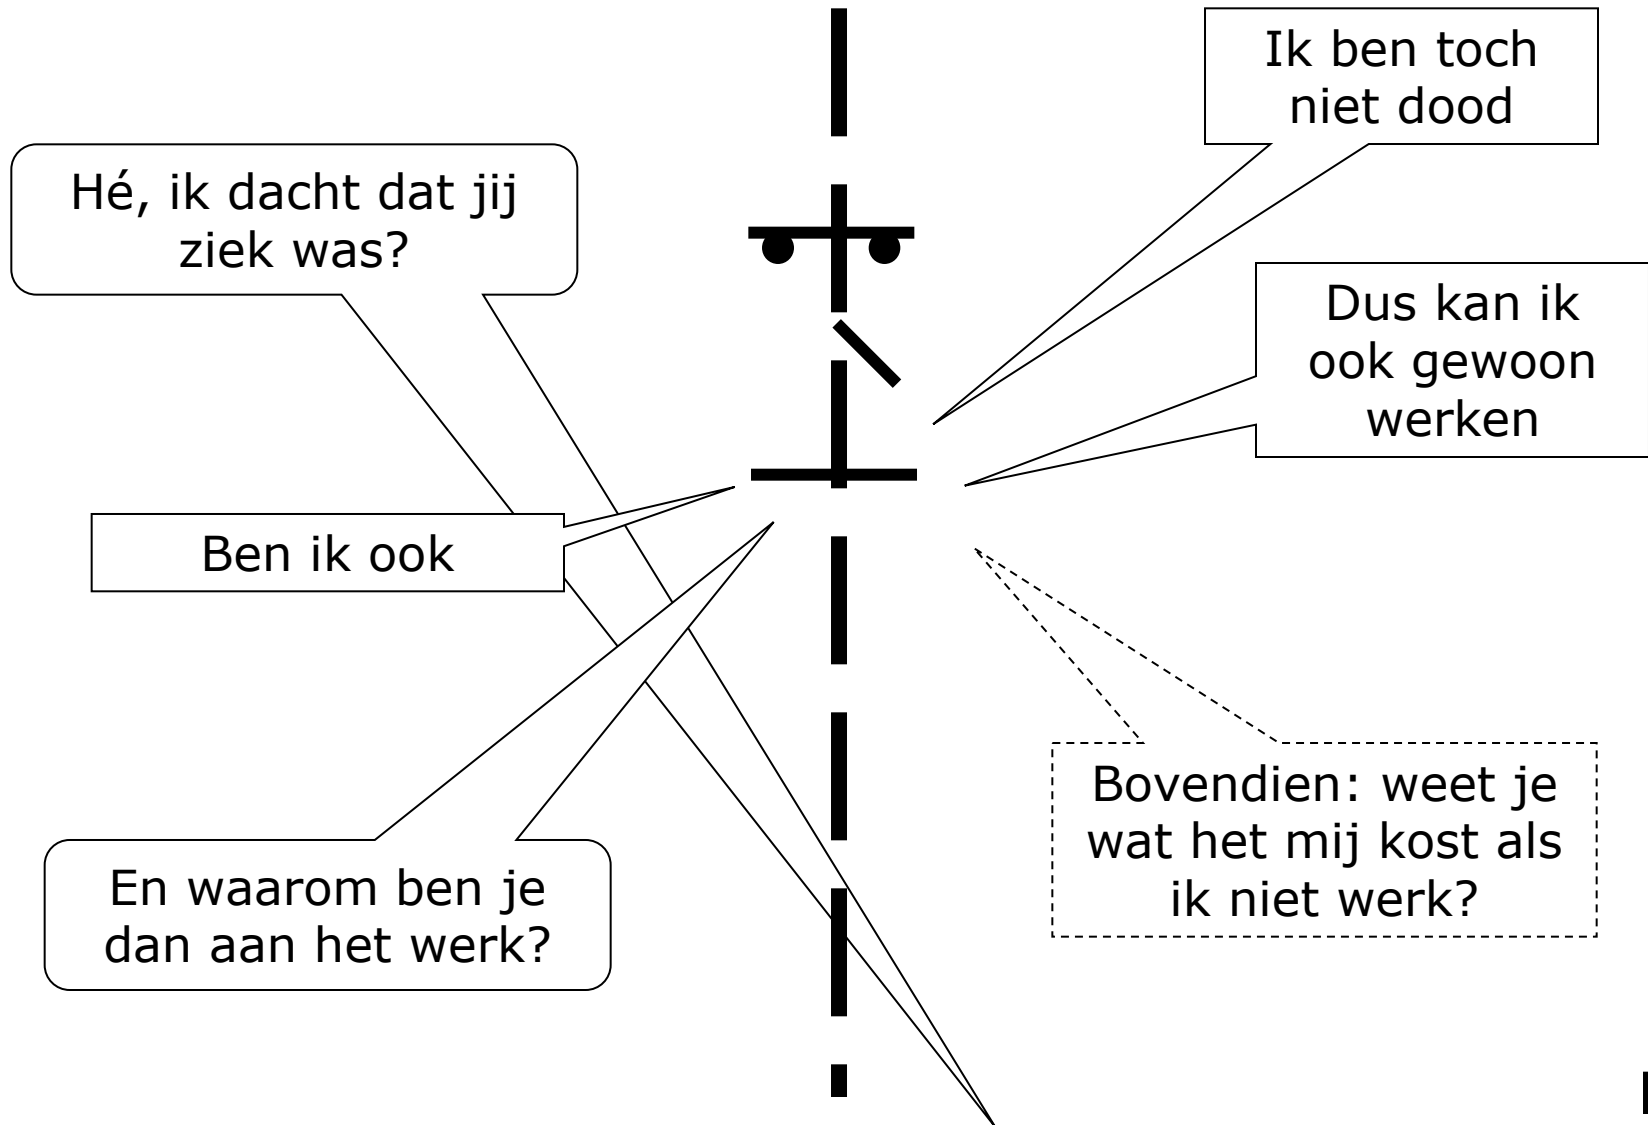 Hé, ik dacht dat jij
ziek was?
Ben ik ook
En waarom ben je
dan aan het werk?
Ik ben toch
niet dood
Dus kan ik
ook gewoon
werken
Bovendien: weet je
wat het mij kost als
ik niet werk?